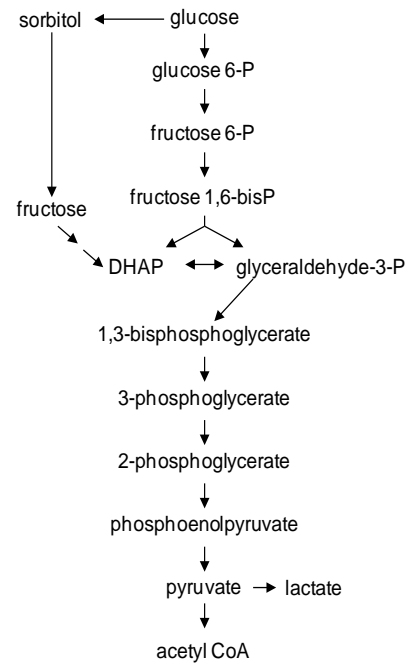 sorbitol glucose
glucose 6-P
fructose 6-P
fructose 1,6-bisP
fructose
DHAP glyceraldehyde-3-P
1,3-bisphosphoglycerate
3-phosphoglycerate
2-phosphoglycerate
phosphoenolpyruvate
pyruvate lactate
acetyl CoA